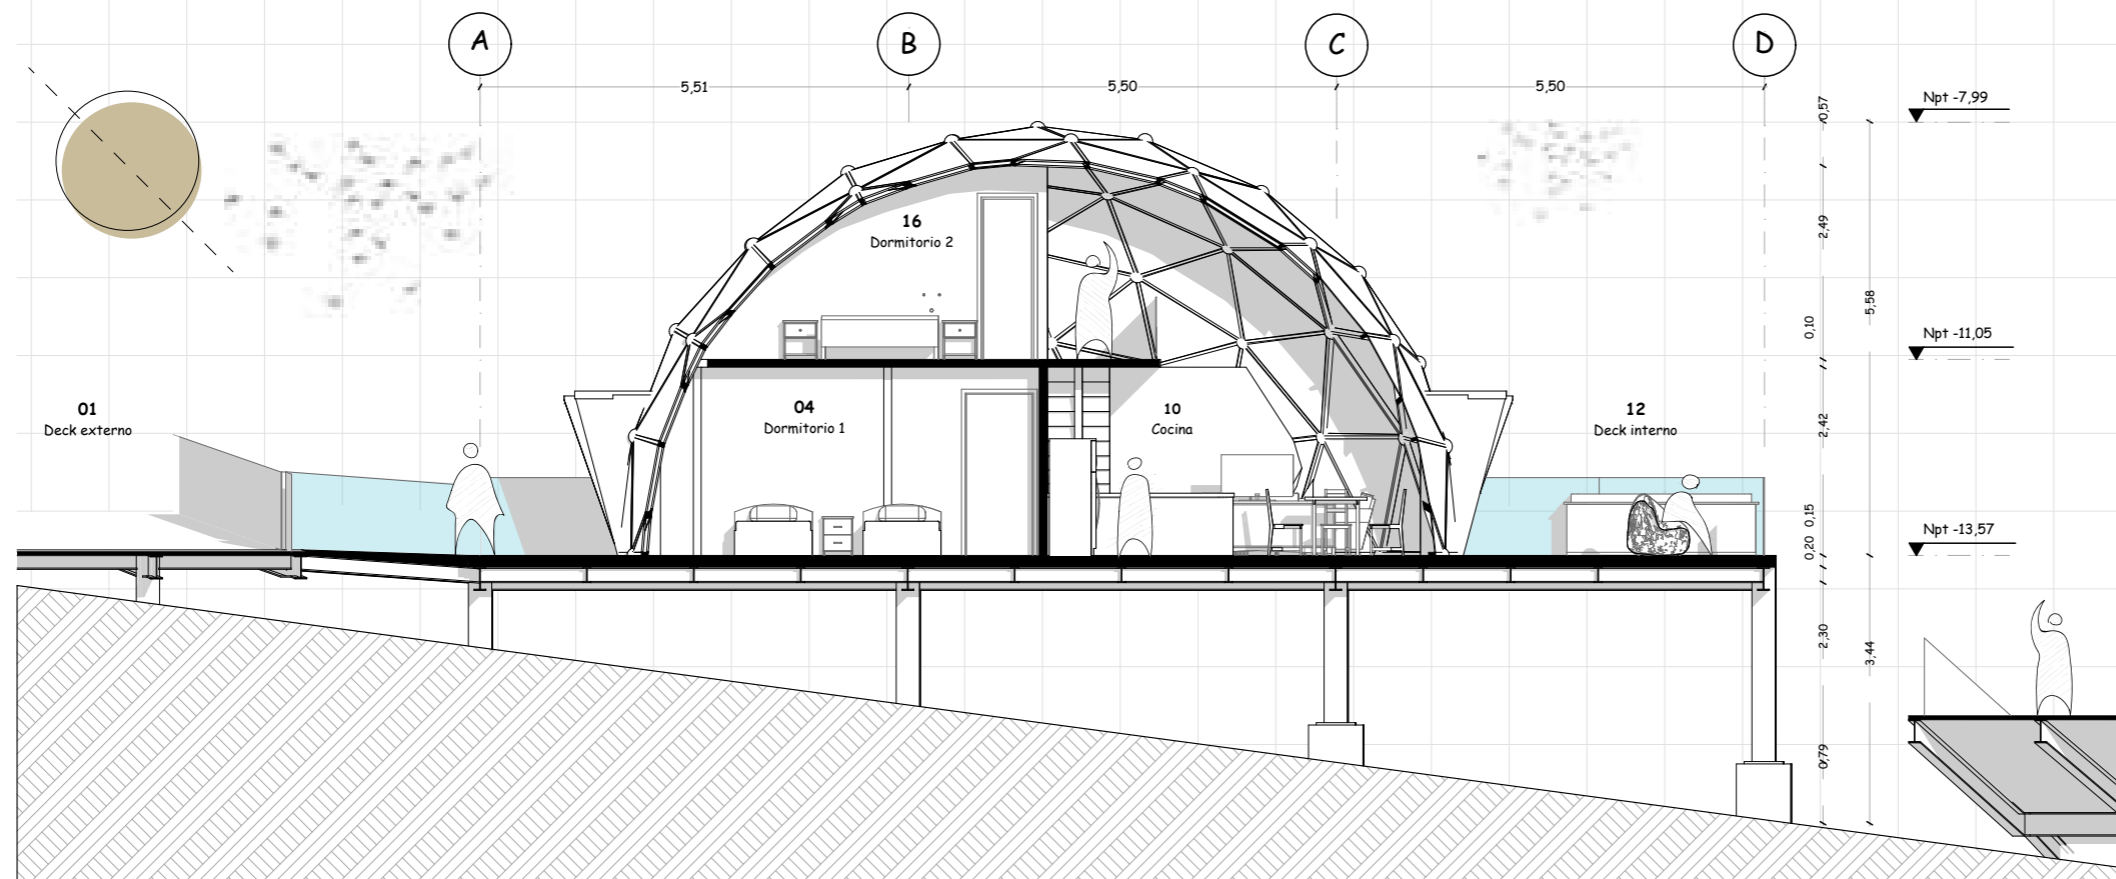 A
B
C
D
5,51
5,50
5,50
Npt -7,99
0,57
16
Dormitorio 2
2,49
5,58
0,10
Npt -11,05
01
Deck externo
04
Dormitorio 1
10
Cocina
12
Deck interno
2,42
0,15
0,20
Npt -13,57
2,30
3,44
0,79